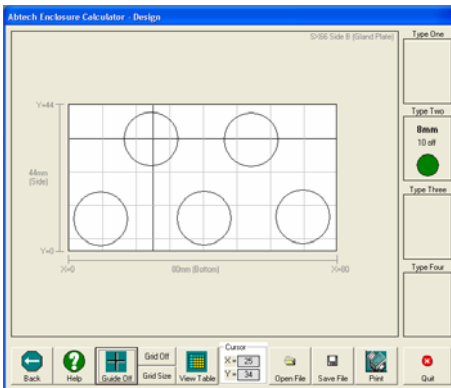 Abtech Enclosure Calculator - Design
SX66 Side B (Gland Plate)
Type One
Y=44
Type Two
8mm
10 off
44mm
(Side)
Type Three
Y=0
X=0
80mm (Bottom)
X=80
Type Four
Cursor
Grid Off
X= 25
Grid Size
Y= 34
Back
Help
Guide Off
View Table
Open File
Save File
Print
Quit